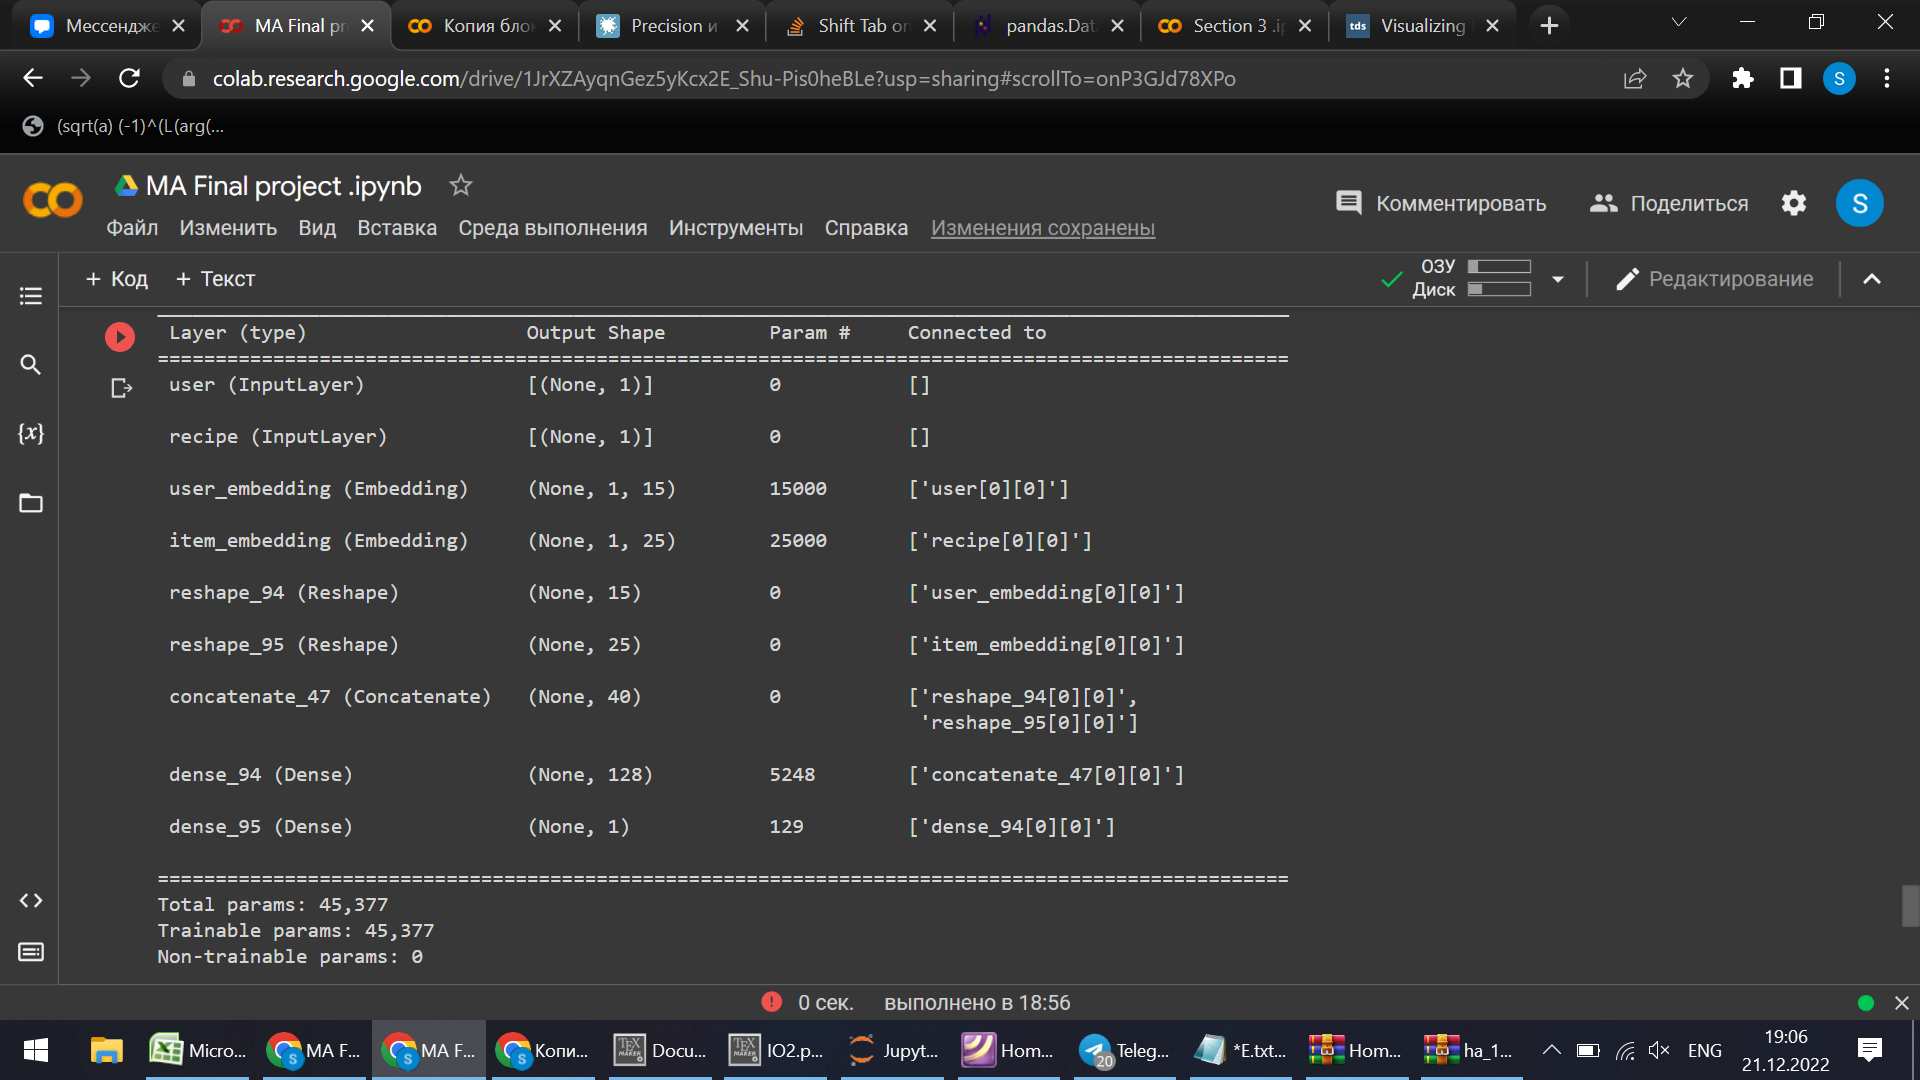 Мессендже
MA Final pr
Копия бло
Precision и
Shift Tab on
pandas.Dat
Section 3 .i
tds
Visualizing
colab.research.google.com/drive/1JrXZAyqnGez5yKcx2E_Shu-Pis0heBLe?usp=sharing#scrollTo=onP3GJd78XPo
S
(sqrt(a) (-1)^(L(arg(...
MA Final project .ipynb
Комментировать
Поделиться
S
Файл Изменить Вид Вставка Среда выполнения Инструменты Справка Изменения сохранены
+ Код + Текст
ОЗУ
Диск
Редактирование
Layer (type) Output Shape Param # Connected to
==================================================================================================
user (InputLayer) [(None, 1)] 0 []
recipe (InputLayer) [(None, 1)] 0 []
user_embedding (Embedding) (None, 1, 15) 15000 ['user[0][0]']
item_embedding (Embedding) (None, 1, 25) 25000 ['recipe[0][0]']
reshape_94 (Reshape) (None, 15) 0 ['user_embedding[0][0]']
reshape_95 (Reshape) (None, 25) 0 ['item_embedding[0][0]']
concatenate_47 (Concatenate) (None, 40) 0 ['reshape_94[0][0]',
'reshape_95[0][0]']
dense_94 (Dense) (None, 128) 5248 ['concatenate_47[0][0]']
dense_95 (Dense) (None, 1) 129 ['dense_94[0][0]']
==================================================================================================
Total params: 45,377
Trainable params: 45,377
Non-trainable params: 0
{x}
0 сек. выполнено в 18:56
Micro...
MA F...
MA F...
Копи...
Docu...
IO2.p...
Jupyt...
Hom...
20
Teleg...
*E.txt...
Hom...
ha_1...
ENG
19:06
21.12.2022